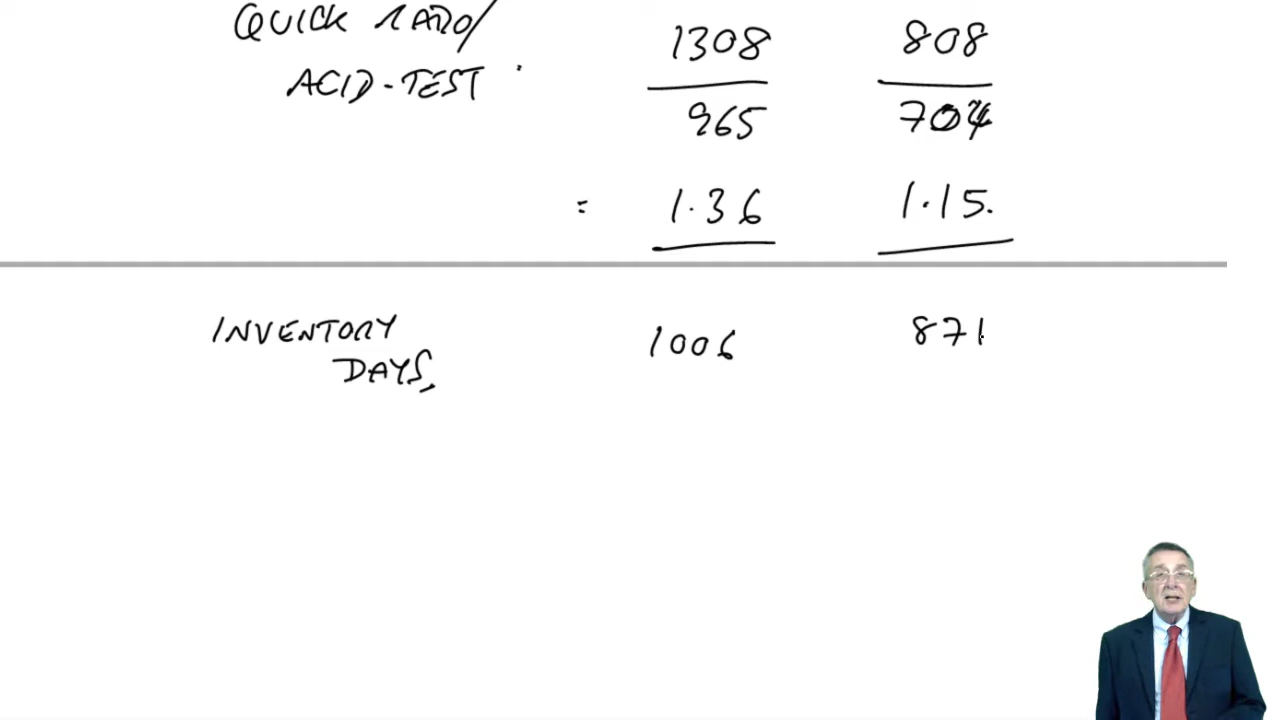 QUICK RATIO/ 1308 808
ACID-TEST 965 704
= 1.36 1.15.
INVENTORY 1006 871
DAYS,